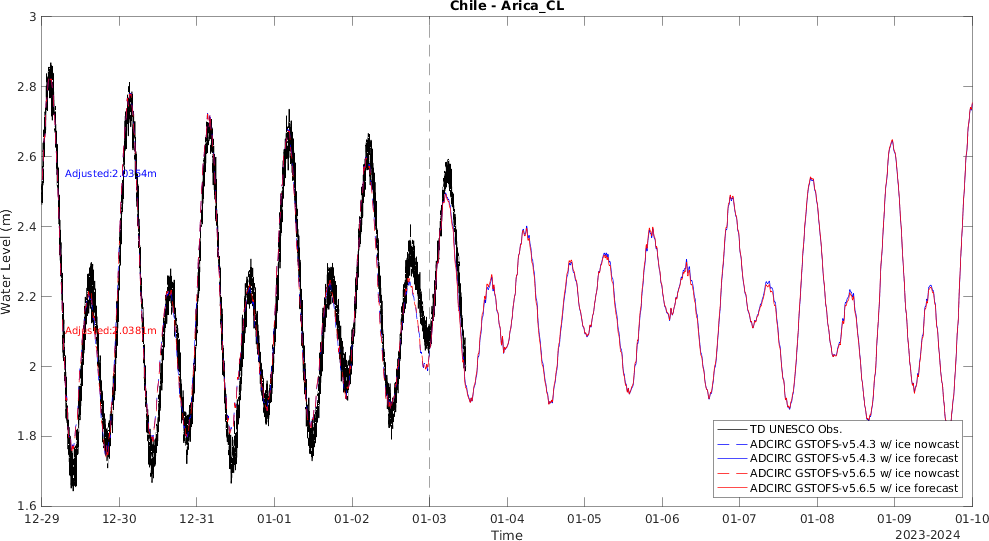 Chile - Arica_CL
3
2.8
2.6
2.4
2.2
2
1.8
1.6
Water Level (m)
Adjusted:2.0364m
Adjusted:2.0381m
TD UNESCO Obs.
ADCIRC GSTOFS-v5.4.3 w/ ice nowcast
ADCIRC GSTOFS-v5.4.3 w/ ice forecast
ADCIRC GSTOFS-v5.6.5 w/ ice nowcast
ADCIRC GSTOFS-v5.6.5 w/ ice forecast
12-29 12-30 12-31 01-01 01-02 01-03 01-04 01-05 01-06 01-07 01-08 01-09 01-10
Time
2023-2024